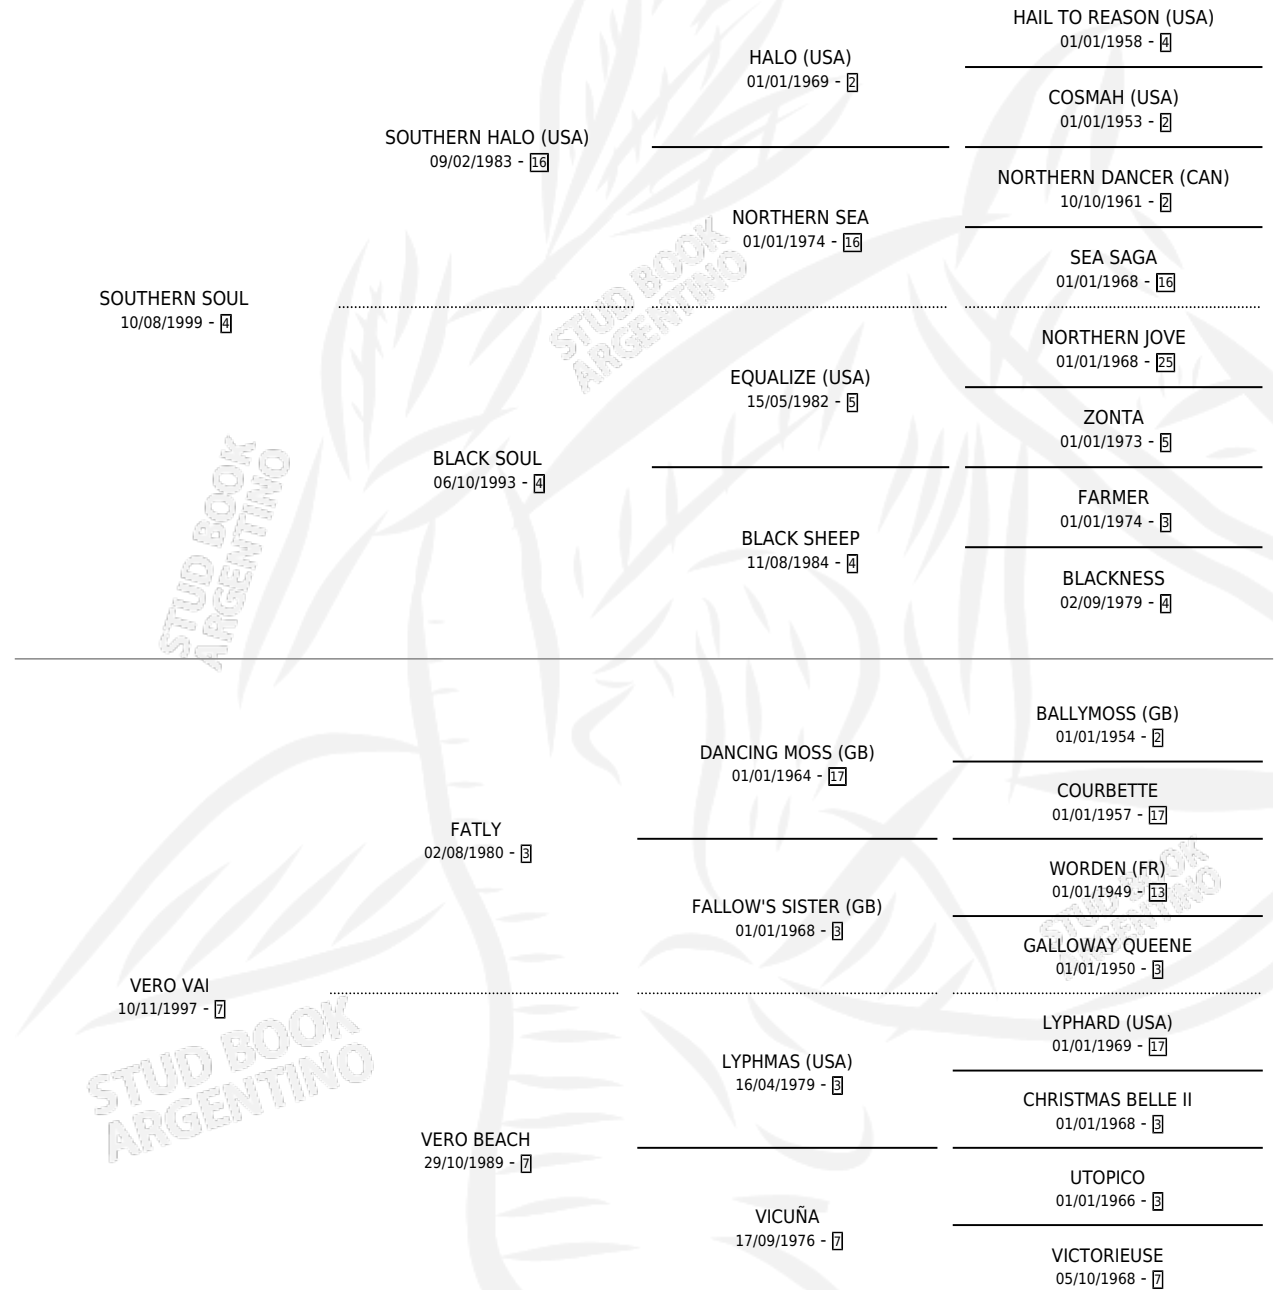 HAIL TO REASON (USA)
01/01/1958 - 4
HALO (USA)
01/01/1969 - 2
COSMAH (USA)
01/01/1953 - 2
SOUTHERN HALO (USA)
09/02/1983 - 16
NORTHERN DANCER (CAN)
10/10/1961 - 2
NORTHERN SEA
01/01/1974 - 16
SEA SAGA
01/01/1968 - 16
SOUTHERN SOUL
10/08/1999 - 4
NORTHERN JOVE
01/01/1968 - 25
EQUALIZE (USA)
15/05/1982 - 5
ZONTA
01/01/1973 - 5
BLACK SOUL
06/10/1993 - 4
FARMER
01/01/1974 - 3
BLACK SHEEP
11/08/1984 - 4
BLACKNESS
02/09/1979 - 4
BALLYMOSS (GB)
01/01/1954 - 2
DANCING MOSS (GB)
01/01/1964 - 17
COURBETTE
01/01/1957 - 17
FATLY
02/08/1980 - 3
WORDEN (FR)
01/01/1949 - 13
FALLOW'S SISTER (GB)
01/01/1968 - 3
GALLOWAY QUEENE
01/01/1950 - 3
VERO VAI
10/11/1997 - 7
LYPHARD (USA)
01/01/1969 - 17
LYPHMAS (USA)
16/04/1979 - 3
CHRISTMAS BELLE II
01/01/1968 - 3
VERO BEACH
29/10/1989 - 7
UTOPICO
01/01/1966 - 3
VICUÑA
17/09/1976 - 7
VICTORIEUSE
05/10/1968 - 7
STUD BOOK
ARGENTINO
STUD BOOK
ARGENTINO
STUD BOOK
ARGENTINO
STUD BOOK
ARGENTINO